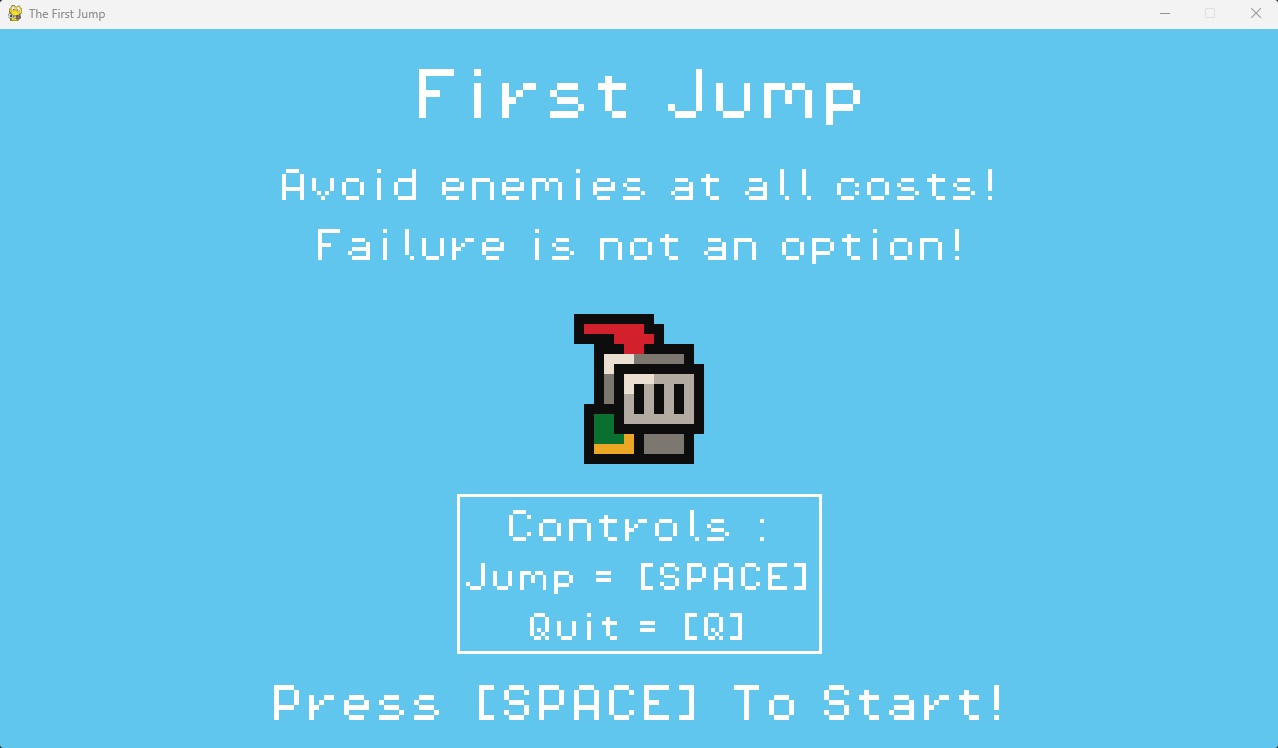 The First Jump
First Jump
Avoid enemies at all costs!
Failure is not an option!
Controls :
Jump = [SPACE]
Quit = [Q]
Press [SPACE] To Start!